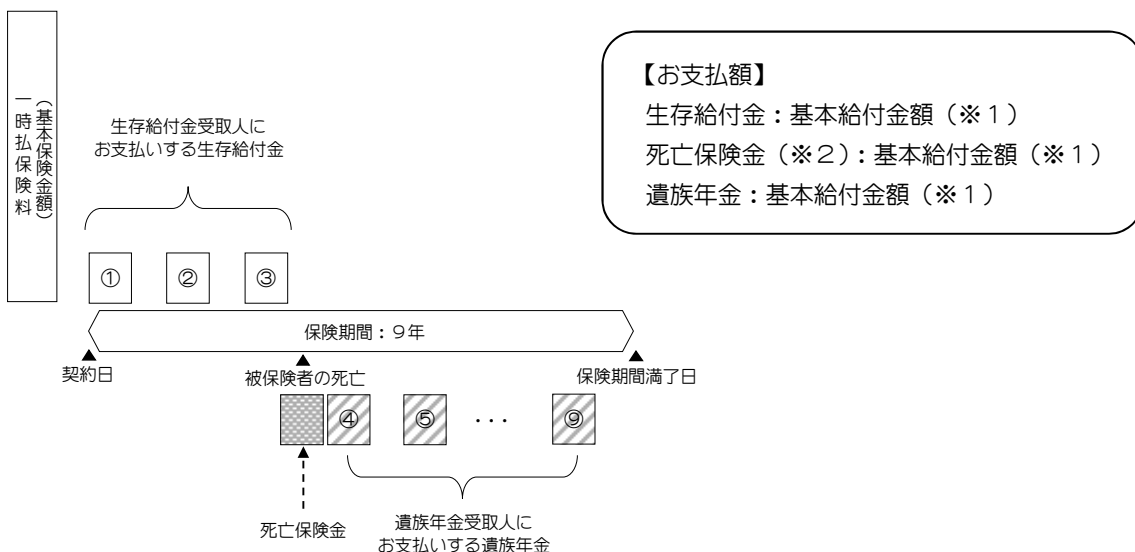 一時払保険料
(基本保険金額)
生存給付金受取人に
お支払いする生存給付金
【お支払額】
生存給付金：基本給付金額（※１）
死亡保険金（※２）：基本給付金額（※１）
遺族年金：基本給付金額（※１）
① ② ③
保険期間：９年
契約日
被保険者の死亡
保険期間満了日
④ ⑤ ・・・ ⑨
死亡保険金
遺族年金受取人に
お支払いする遺族年金